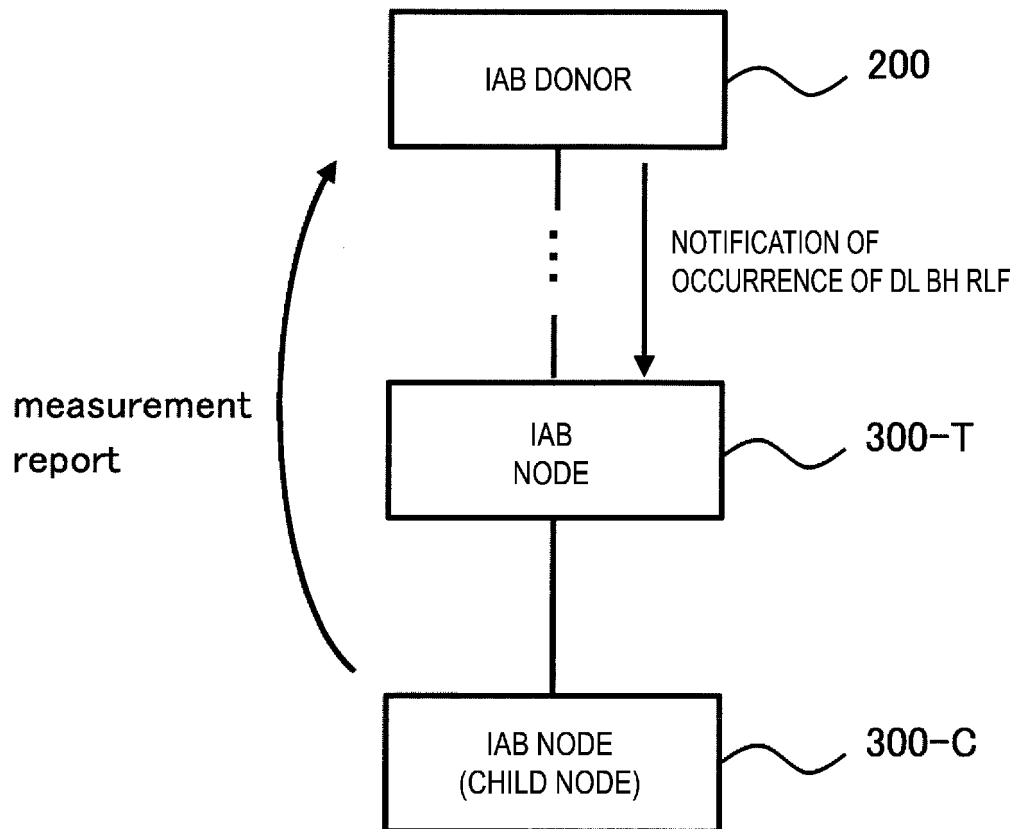 IAB DONOR
200
NOTIFICATION OF
OCCURRENCE OF DL BH RLF
measurement
report
IAB
NODE
300-T
IAB NODE
(CHILD NODE)
300-C